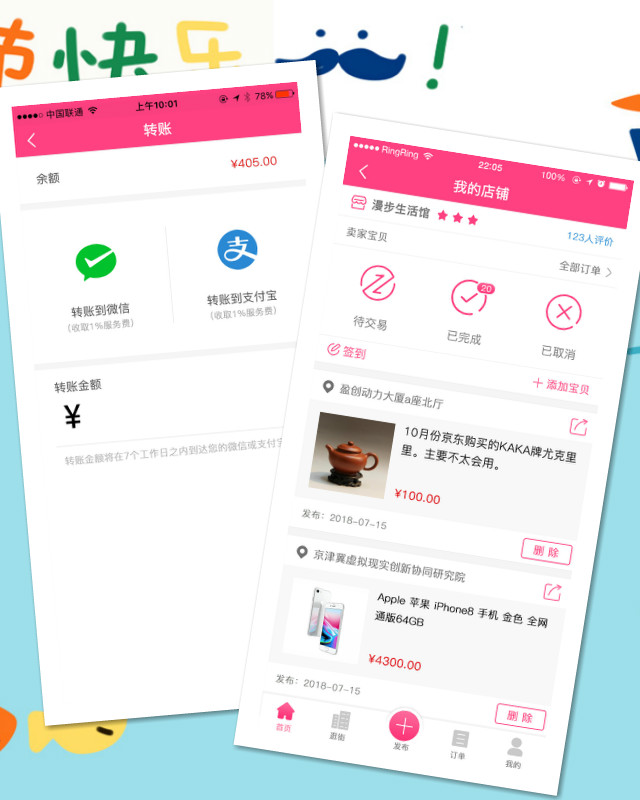 节快乐!
中国联通 上午10:01 78%
转账
余额 ¥405.00
转账到微信
(收取1%服务费)
转账到支付宝
(收取1%服务费)
转账金额
¥
转账金额将在7个工作日之内到达您的微信或支付宝
RingRing 22:05 100%
我的店铺
漫步生活馆 123人评价
卖家宝贝 全部订单
20
待交易 已完成 已取消
签到 添加宝贝
盈创动力大厦a座北厅
10月份京东购买的KAKA牌尤克里
里。主要不太会用。
¥100.00
发布:2018-07-15 删除
京津冀虚拟现实创新协同研究院
Apple 苹果 iPhone8 手机 金色 全网
通版64GB
¥4300.00
发布:2018-07-15 删除
首页 逛街 发布 订单 我的